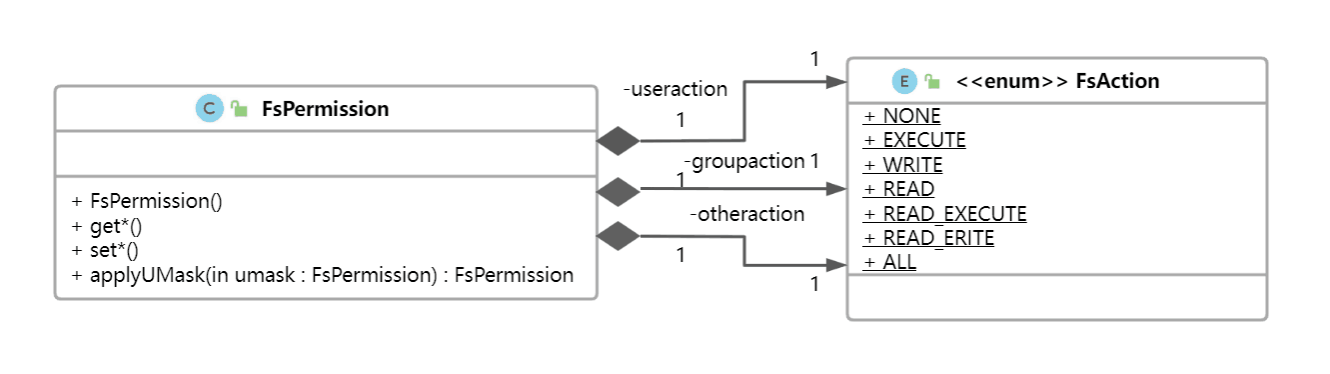 C FsPermission
+ FsPermission()
+ get*()
+ set*()
+ applyUMask(in umask : FsPermission) : FsPermission
-useraction
1
1
-groupaction 1
1
-otheraction
1
1
E <<enum>> FsAction
+ NONE
+ EXECUTE
+ WRITE
+ READ
+ READ_EXECUTE
+ READ_ERITE
+ ALL